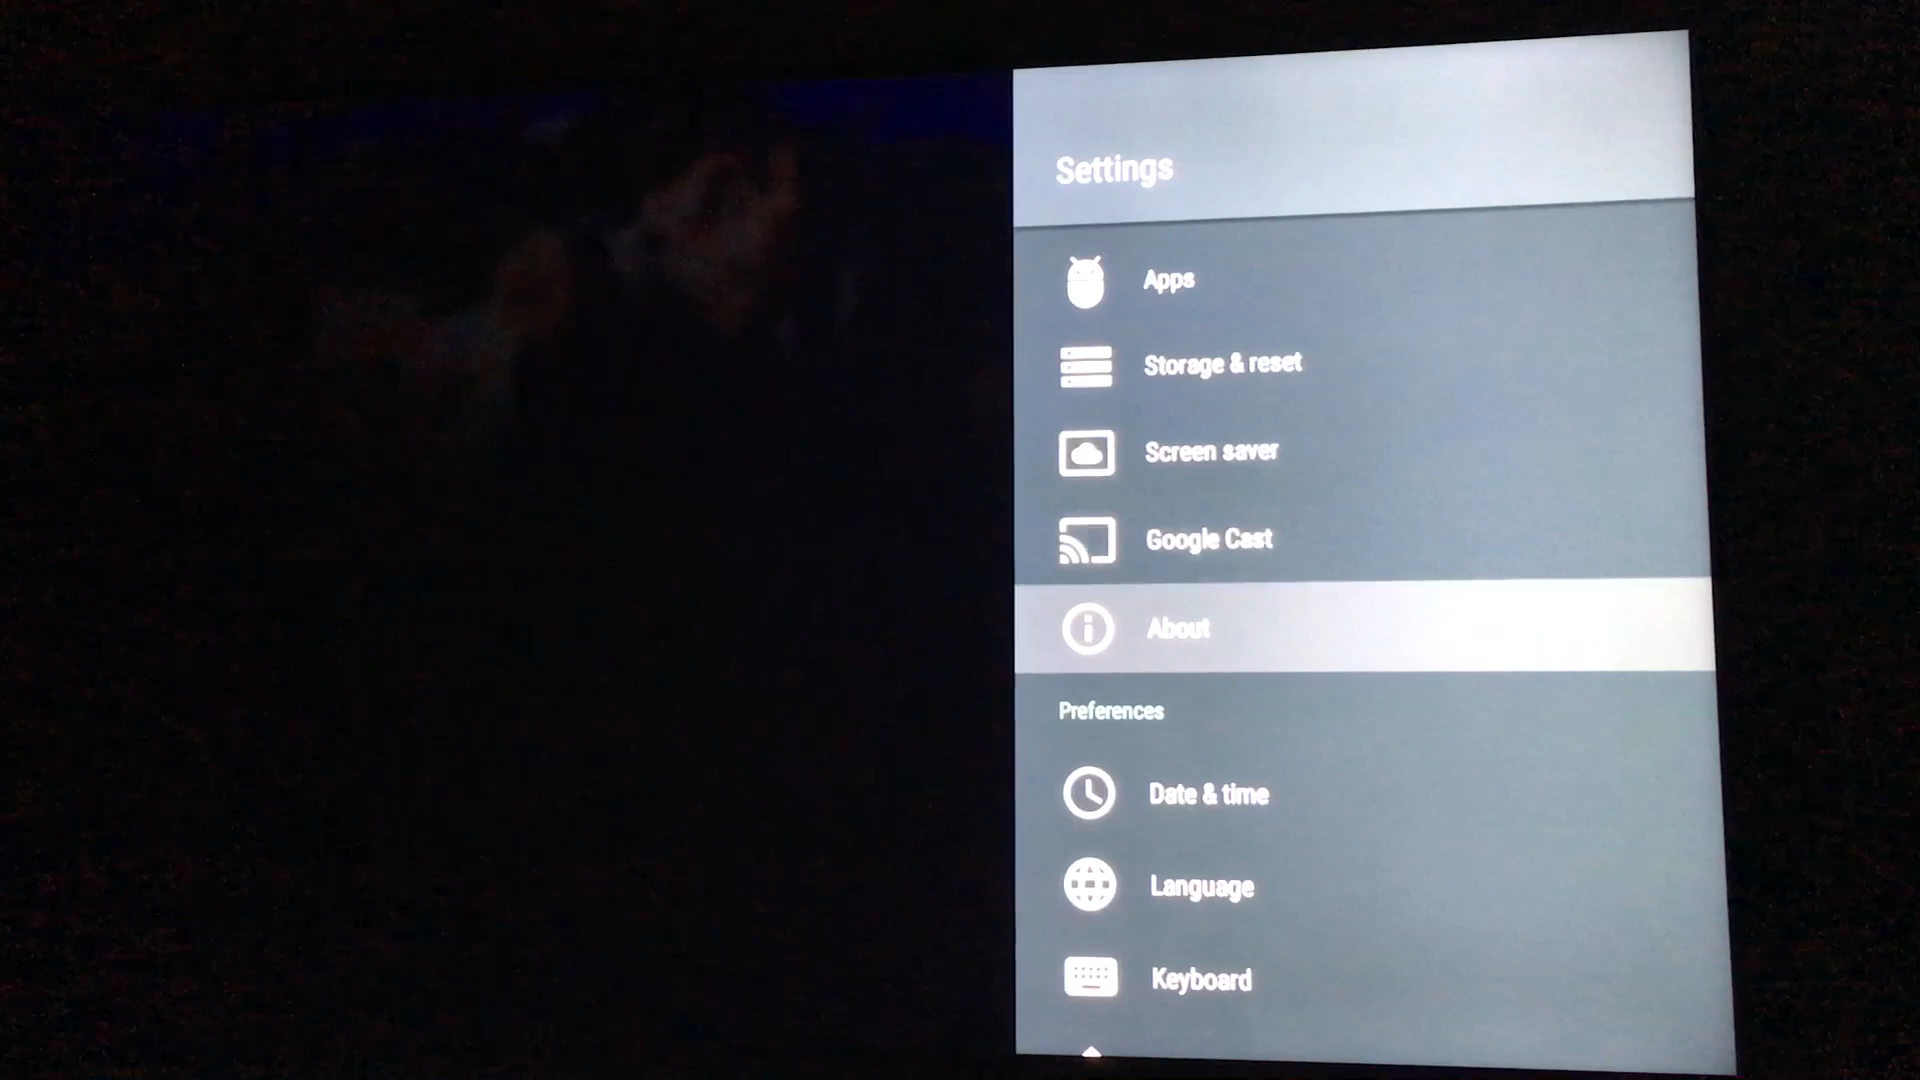 Settings
Apps
Storage & reset
Screen saver
Google Cast
About
Preferences
Date & time
Language
Keyboard